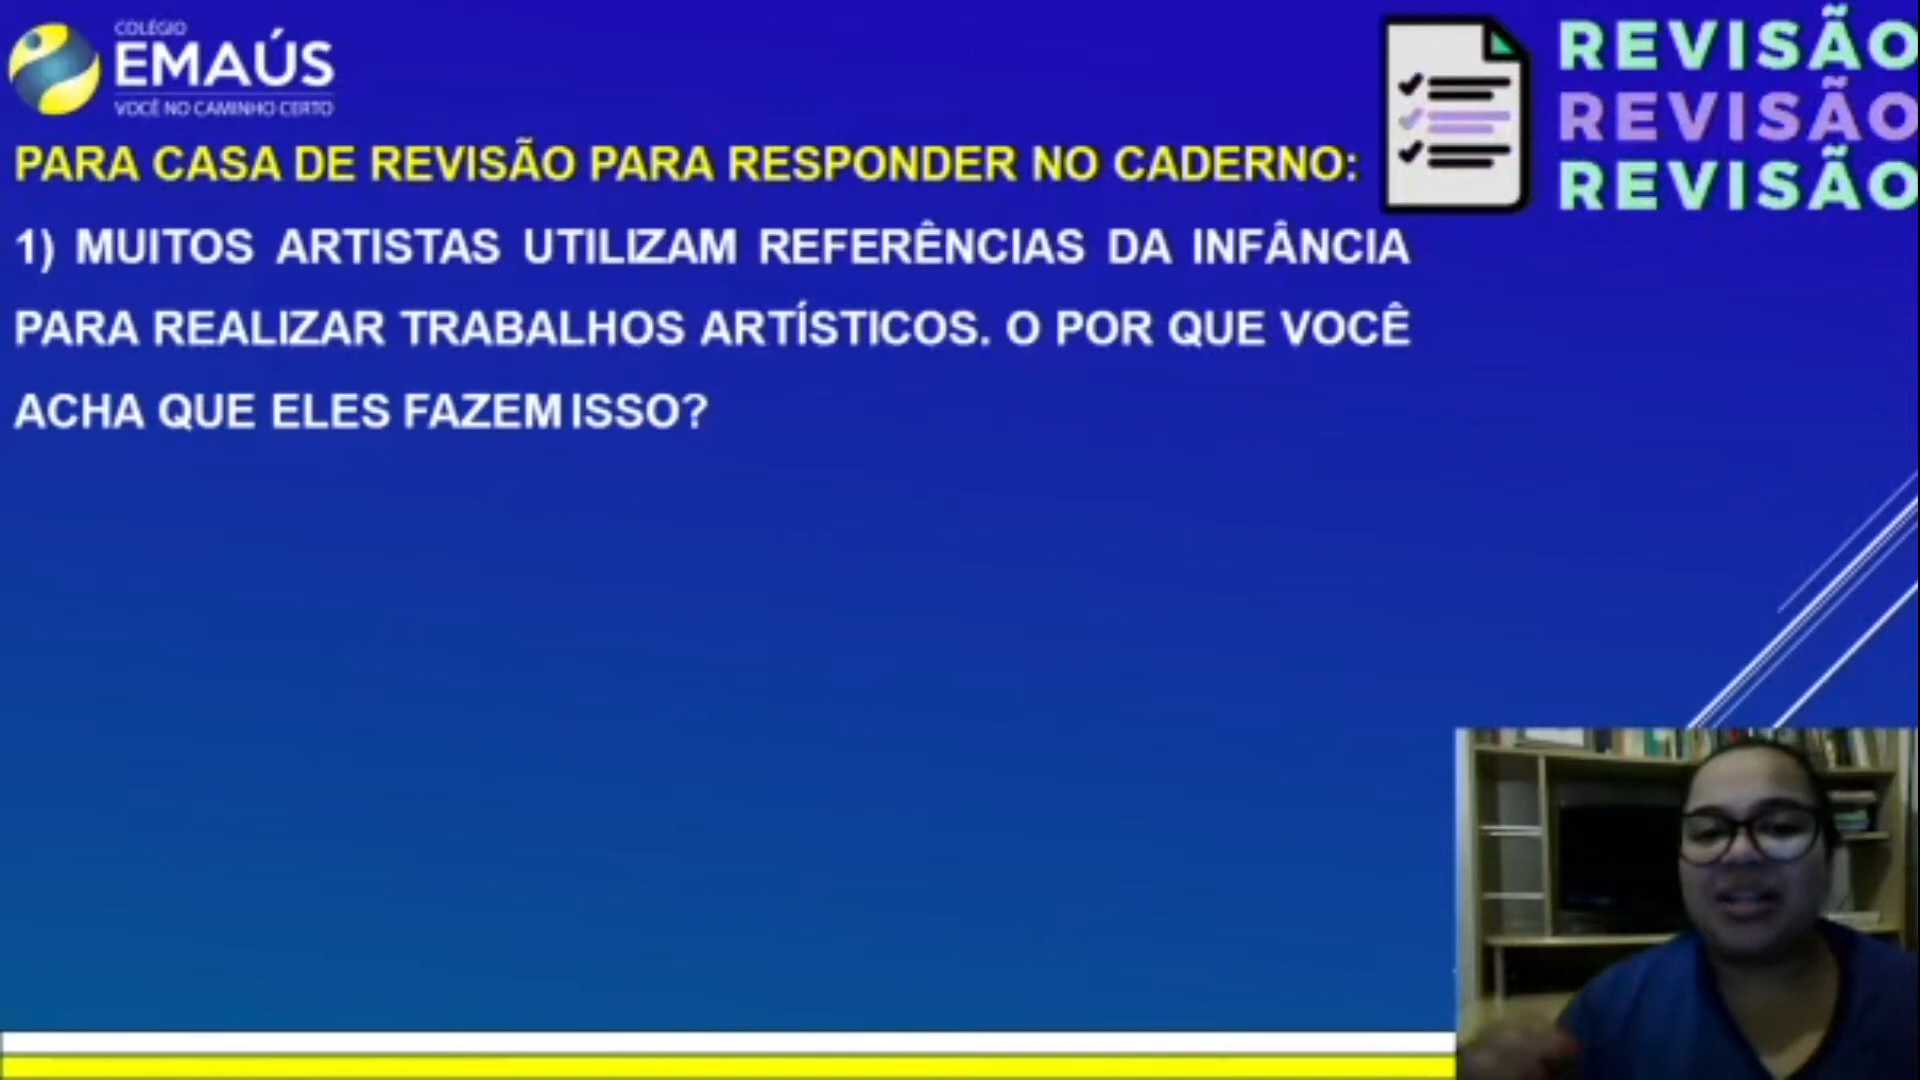 COLÉGIO
EMAÚS
VOCÊ NO CAMINHO CERTO
REVISÃO
REVISÃO
REVISÃO
PARA CASA DE REVISÃO PARA RESPONDER NO CADERNO:
1) MUITOS ARTISTAS UTILIZAM REFERÊNCIAS DA INFÂNCIA
PARA REALIZAR TRABALHOS ARTÍSTICOS. O POR QUE VOCÊ
ACHA QUE ELES FAZEM ISSO?